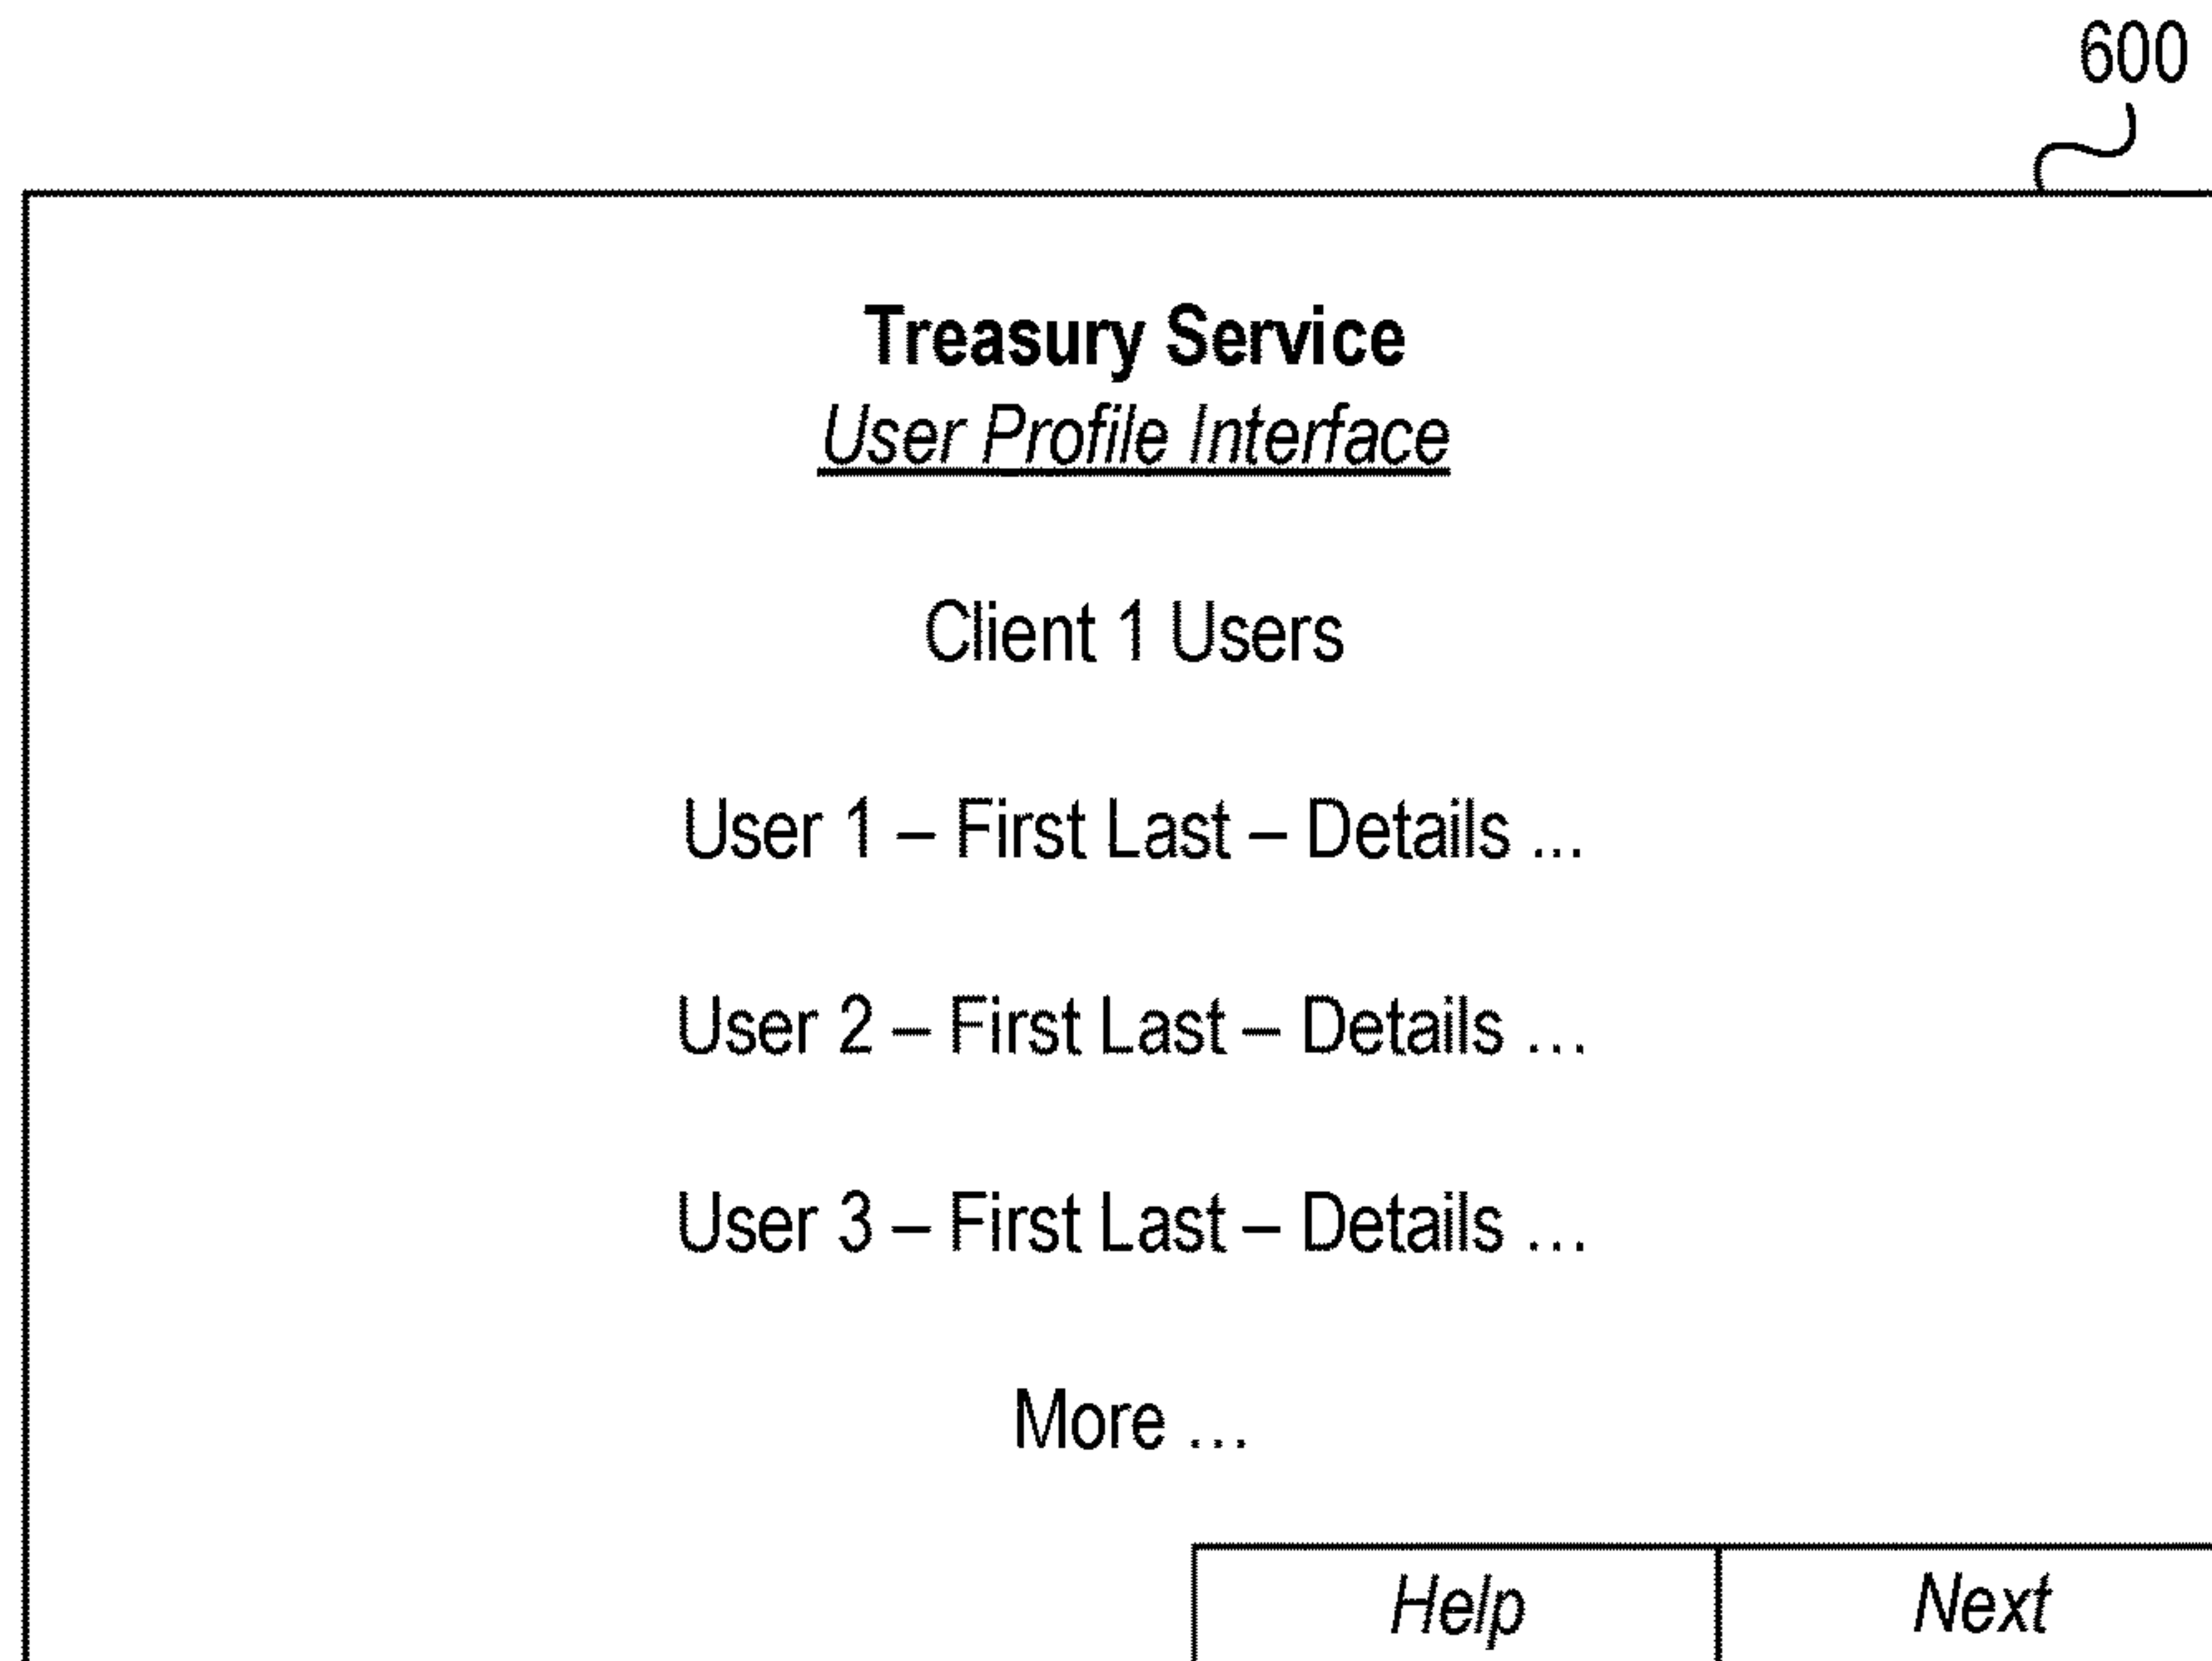 600
Treasury Service
User Profile Interface
Client 1 Users
User 1 – First Last – Details ...
User 2 – First Last – Details ...
User 3 – First Last – Details ...
More ...
Help Next